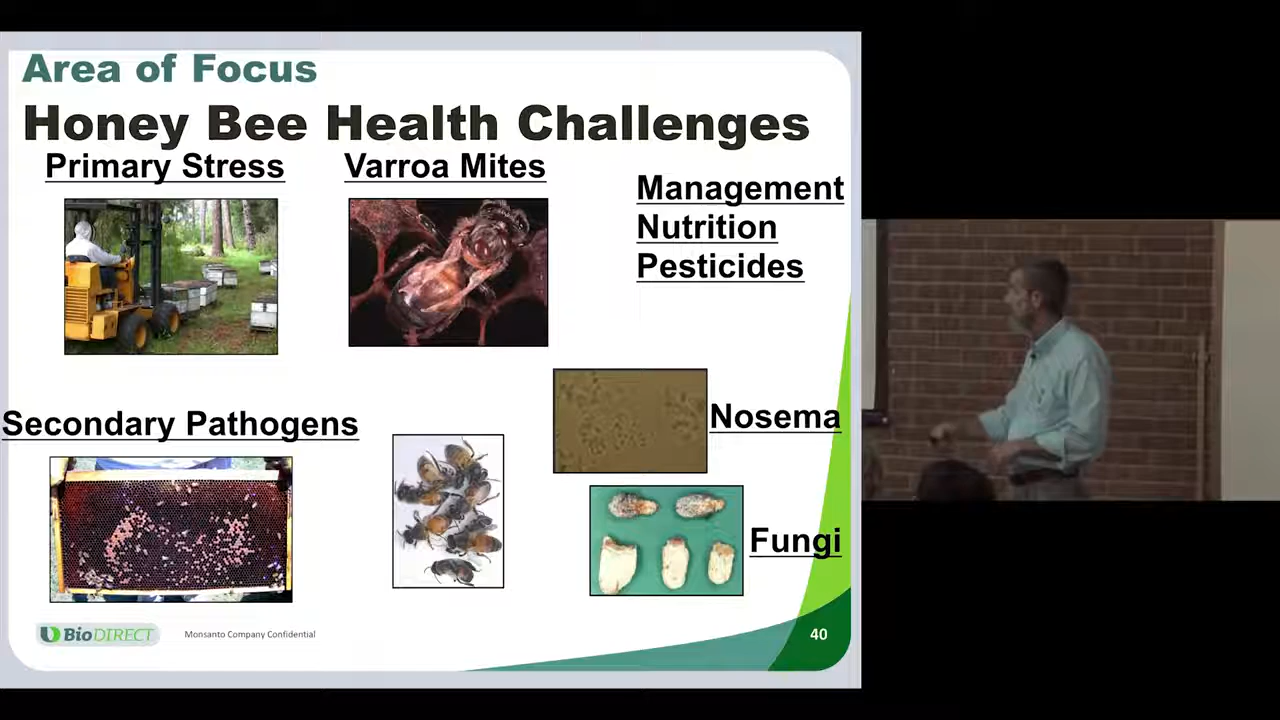 Area of Focus
Honey Bee Health Challenges
Primary Stress
Varroa Mites
Management
Nutrition
Pesticides
Secondary Pathogens
Nosema
Fungi
BioDIRECT
Monsanto Company Confidential
40